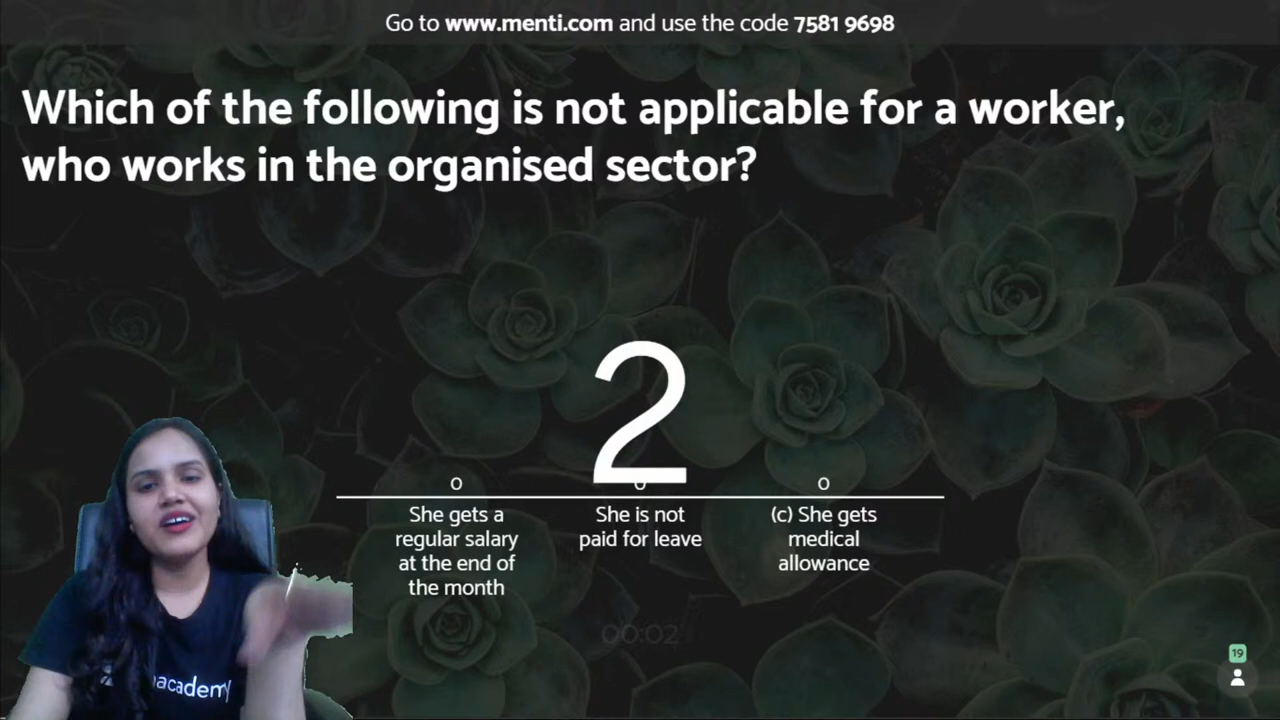 Go to www.menti.com and use the code 7581 9698
Which of the following is not applicable for a worker,
who works in the organised sector?
2
0
0
0
She gets a
regular salary
at the end of
the month
She is not
paid for leave
(c) She gets
medical
allowance
00:02
19
academy